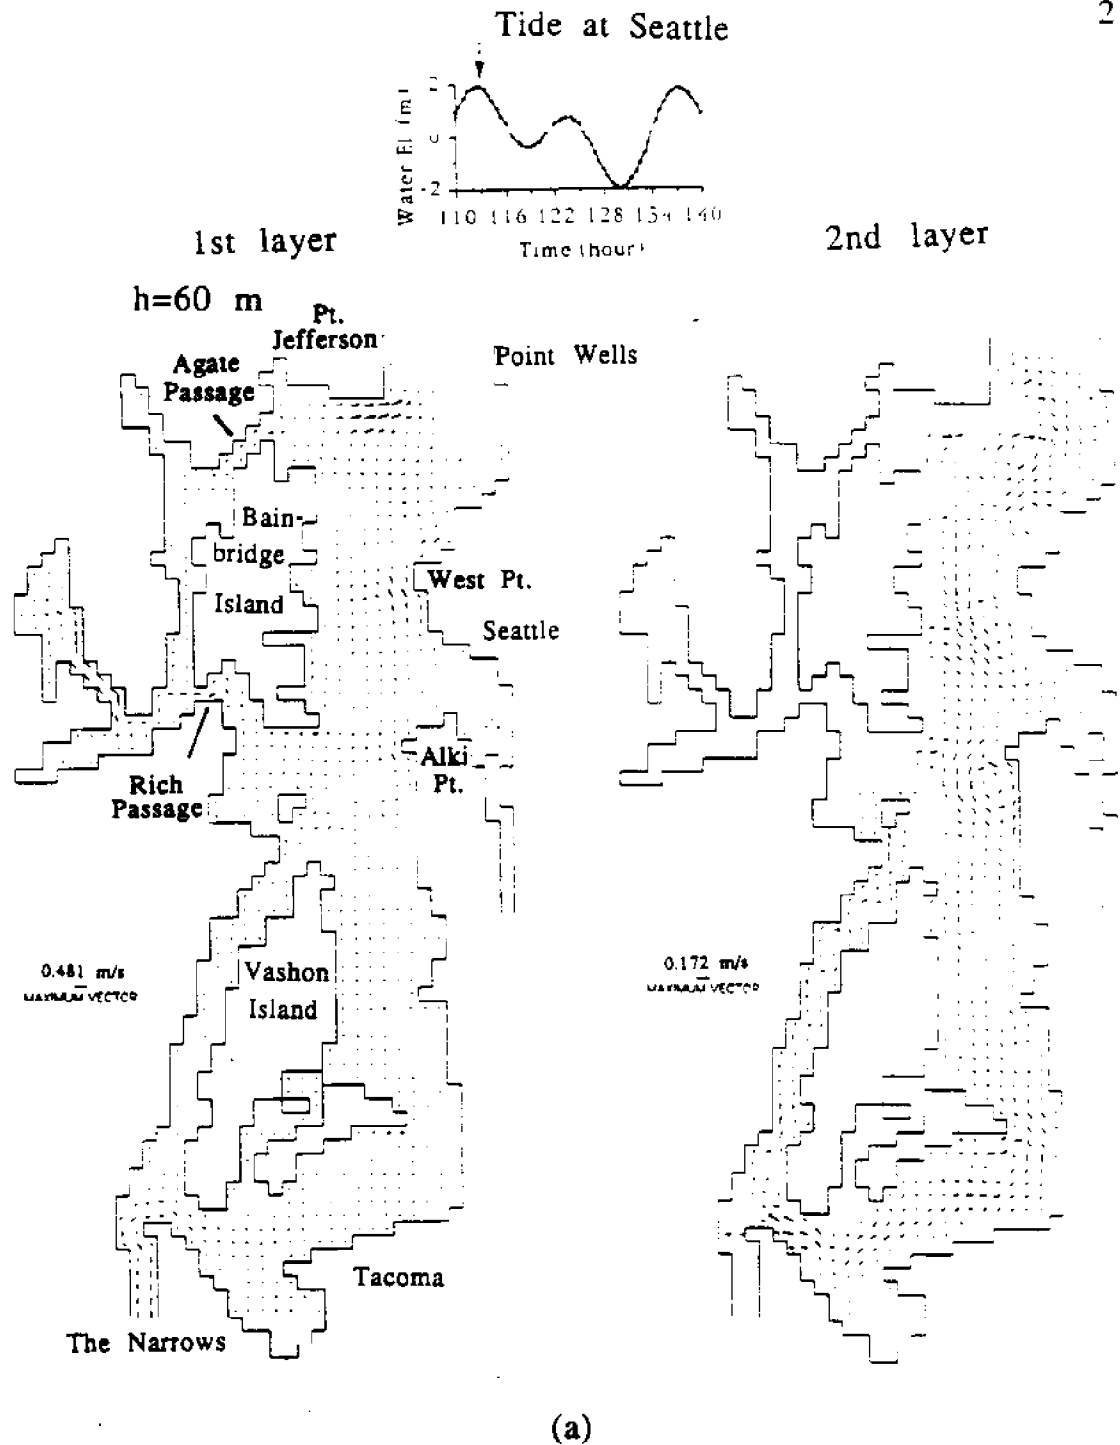 2
Tide at Seattle
Water El (m)
0
-2
110 116 122 128 134 140
Time (hour)
1st layer
2nd layer
h=60 m
Pt.
Jefferson
Agate
Passage
Point Wells
Bain-
bridge
Island
West Pt.
Seattle
Alki
Pt.
Rich
Passage
0.481 m/s
MAXIMUM VECTOR
0.172 m/s
MAXIMUM VECTOR
Vashon
Island
Tacoma
The Narrows
(a)